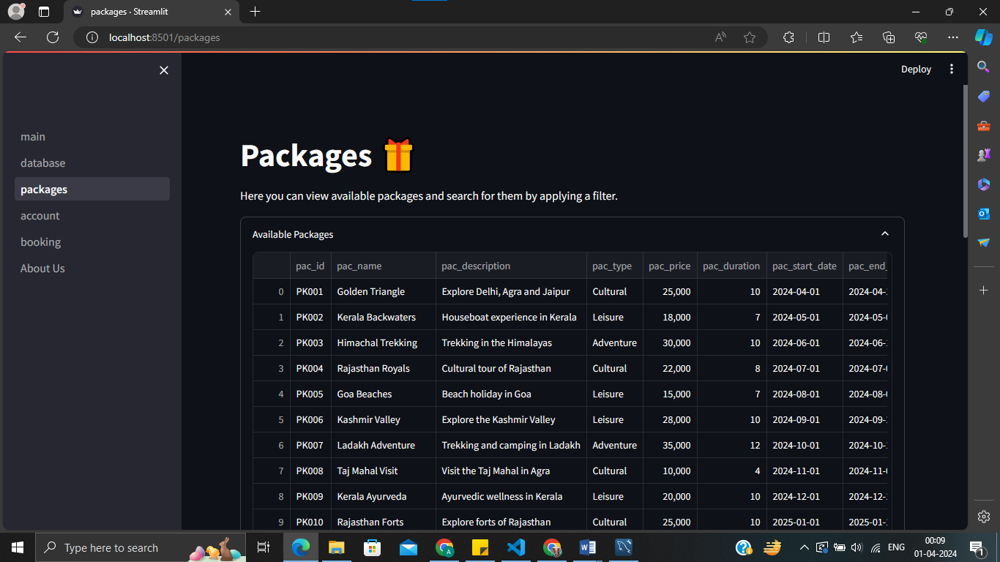 packages · Streamlit
localhost:8501/packages
Deploy
main
database
packages
account
booking
About Us
Packages
Here you can view available packages and search for them by applying a filter.
Available Packages
pac_id pac_name pac_description pac_type pac_price pac_duration pac_start_date pac_end_
0 PK001 Golden Triangle Explore Delhi, Agra and Jaipur Cultural 25,000 10 2024-04-01 2024-04-
1 PK002 Kerala Backwaters Houseboat experience in Kerala Leisure 18,000 7 2024-05-01 2024-05-
2 PK003 Himachal Trekking Trekking in the Himalayas Adventure 30,000 10 2024-06-01 2024-06-
3 PK004 Rajasthan Royals Cultural tour of Rajasthan Cultural 22,000 8 2024-07-01 2024-07-
4 PK005 Goa Beaches Beach holiday in Goa Leisure 15,000 7 2024-08-01 2024-08-
5 PK006 Kashmir Valley Explore the Kashmir Valley Leisure 28,000 10 2024-09-01 2024-09-
6 PK007 Ladakh Adventure Trekking and camping in Ladakh Adventure 35,000 12 2024-10-01 2024-10-
7 PK008 Taj Mahal Visit Visit the Taj Mahal in Agra Cultural 10,000 4 2024-11-01 2024-11-
8 PK009 Kerala Ayurveda Ayurvedic wellness in Kerala Leisure 20,000 10 2024-12-01 2024-12-
9 PK010 Rajasthan Forts Explore forts of Rajasthan Cultural 25,000 10 2025-01-01 2025-01-
Type here to search
ENG
00:09
01-04-2024
1